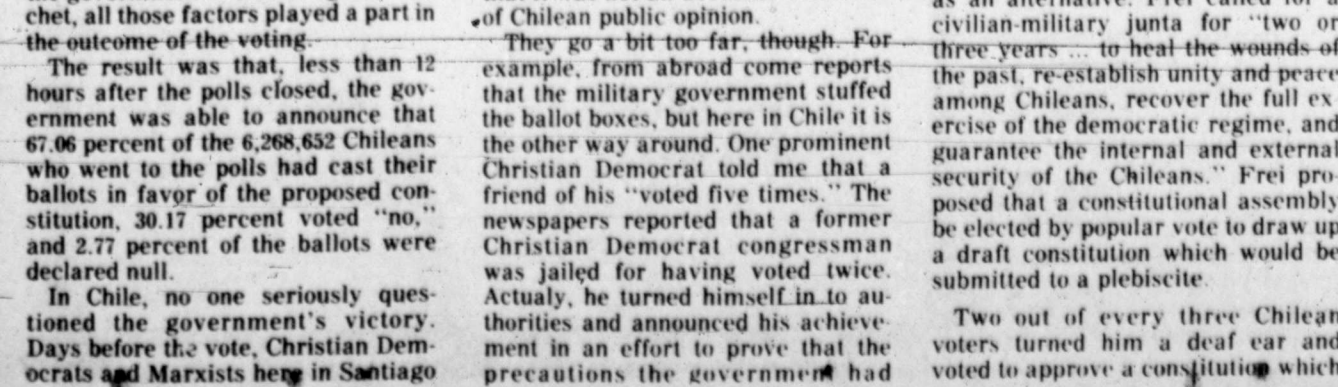 chet, all those factors played a part in
the outcome of the voting.
The result was that, less than 12
hours after the polls closed, the gov-
ernment was able to announce that
67.06 percent of the 6,268,652 Chileans
who went to the polls had cast their
ballots in favor of the proposed con-
stitution, 30.17 percent voted "no,"
and 2.77 percent of the ballots were
declared null.
In Chile, no one seriously ques-
tioned the government's victory.
Days before the vote, Christian Dem-
ocrats and Marxists here in Santiago
of Chilean public opinion.
They go a bit too far, though. For
example, from abroad come reports
that the military government stuffed
the ballot boxes, but here in Chile it is
the other way around. One prominent
Christian Democrat told me that a
friend of his "voted five times." The
newspapers reported that a former
Christian Democrat congressman
was jailed for having voted twice.
Actualy, he turned himself in to au-
thorities and announced his achieve-
ment in an effort to prove that the
precautions the government had
as an alternative. Frei called for a
civilian-military junta for "two or
three years ... to heal the wounds of
the past, re-establish unity and peace
among Chileans, recover the full ex
ercise of the democratic regime, and
guarantee the internal and external
security of the Chileans." Frei pro
posed that a constitutional assembly
be elected by popular vote to draw up
a draft constitution which would be
submitted to a plebiscite.
Two out of every three Chilean
voters turned him a deaf ear and
voted to approve a constitution which